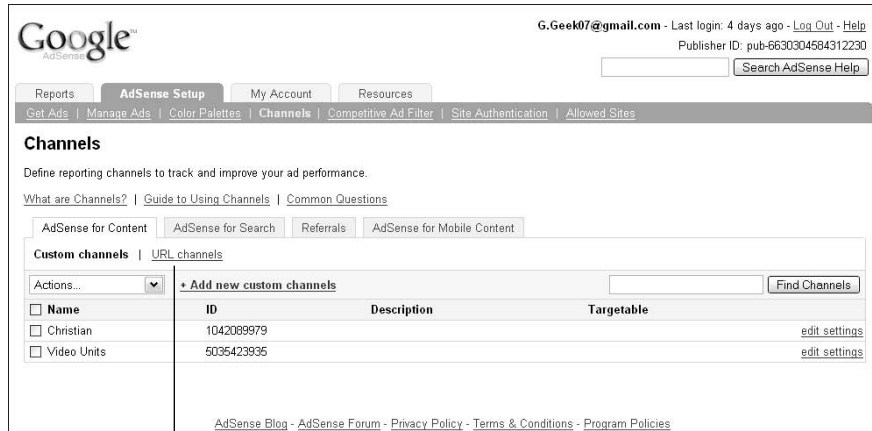 Google™
AdSense
G.Geek07@gmail.com - Last login: 4 days ago - Log Out - Help
Publisher ID: pub-6630304584312230
Search AdSense Help
Reports AdSense Setup My Account Resources
Get Ads | Manage Ads | Color Palettes | Channels | Competitive Ad Filter | Site Authentication | Allowed Sites
Channels
Define reporting channels to track and improve your ad performance.
What are Channels? | Guide to Using Channels | Common Questions
AdSense for Content AdSense for Search Referrals AdSense for Mobile Content
Custom channels | URL channels
Actions... + Add new custom channels Find Channels
Name ID Description Targetable
Christian 1042089979 edit settings
Video Units 5035423935 edit settings
AdSense Blog - AdSense Forum - Privacy Policy - Terms & Conditions - Program Policies